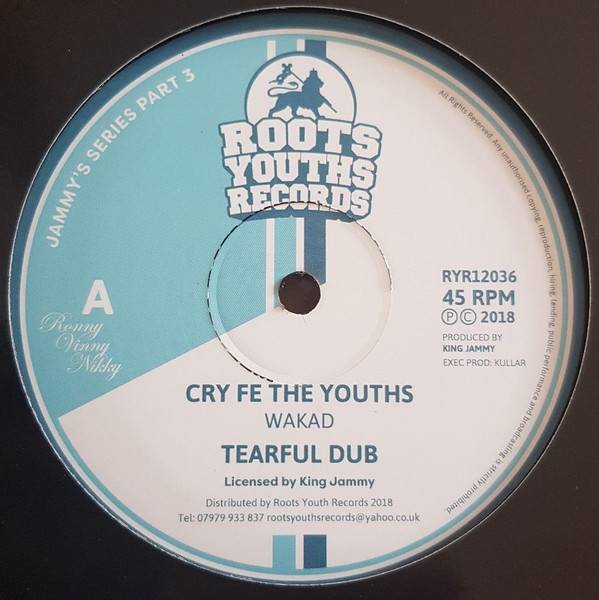 JAMMY'S SERIES PART 3
ROOTS
YOUTHS
RECORDS
All Rights Reserved. Any unauthorised copying, reproduction, hiring, lending, public performance and broadcasting is strictly prohibited.
A
Ronny
Vinny
Nikky
RYR12036
45 RPM
Ⓟ © 2018
PRODUCED BY
KING JAMMY
EXEC PROD: KULLAR
CRY FE THE YOUTHS
WAKAD
TEARFUL DUB
Licensed by King Jammy
Distributed by Roots Youth Records 2018
Tel: 07979 933 837 rootsyouthsrecords@yahoo.co.uk